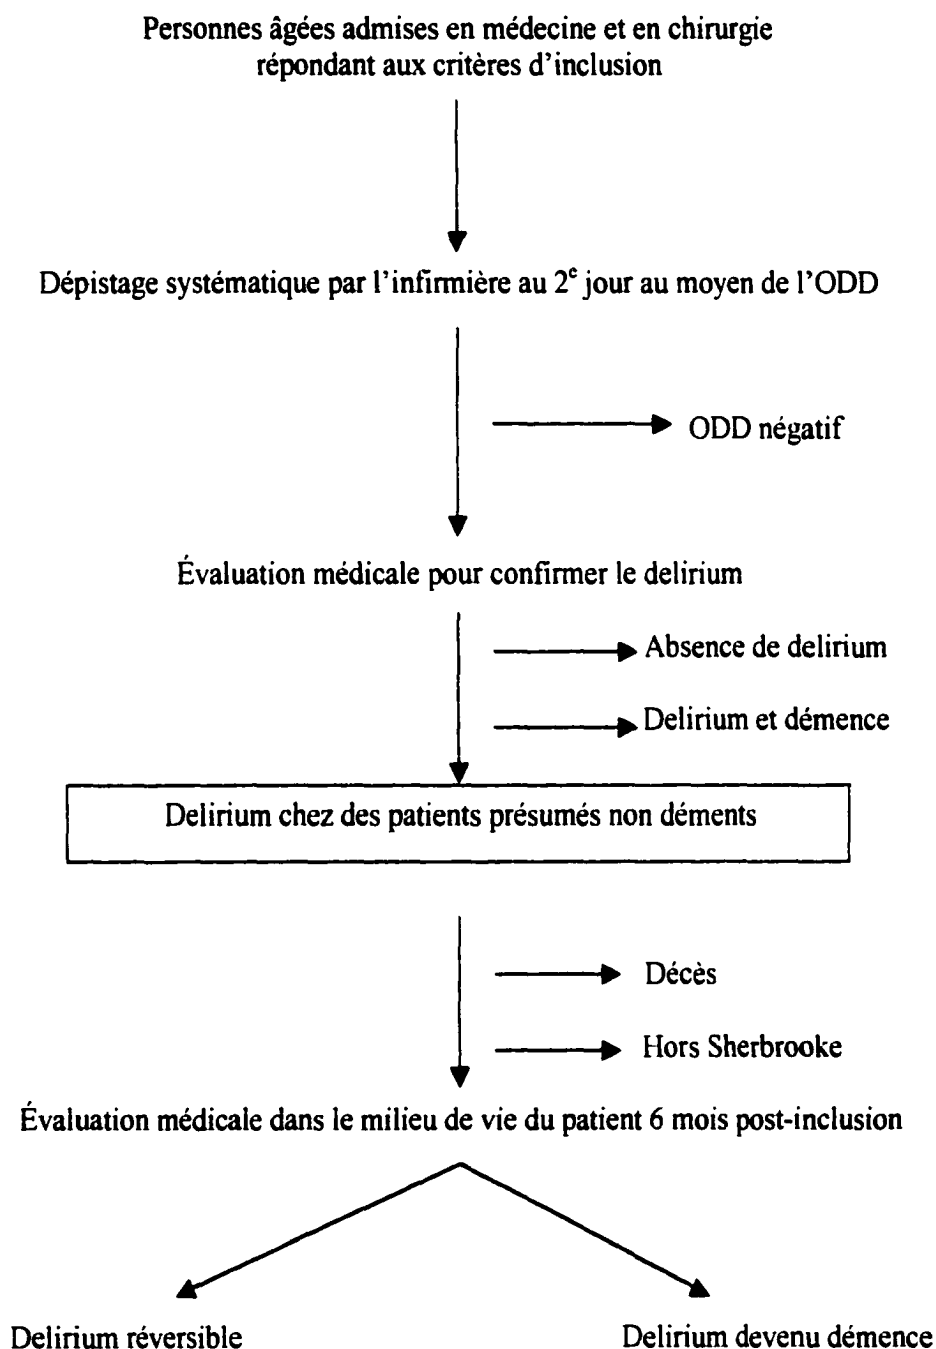 Personnes âgées admises en médecine et en chirurgie
répondant aux critères d'inclusion
Dépistage systématique par l'infirmière au 2e jour au moyen de l'ODD
ODD négatif
Évaluation médicale pour confirmer le delirium
Absence de delirium
Delirium et démence
Delirium chez des patients présumés non déments
Décès
Hors Sherbrooke
Évaluation médicale dans le milieu de vie du patient 6 mois post-inclusion
Delirium réversible
Delirium devenu démence